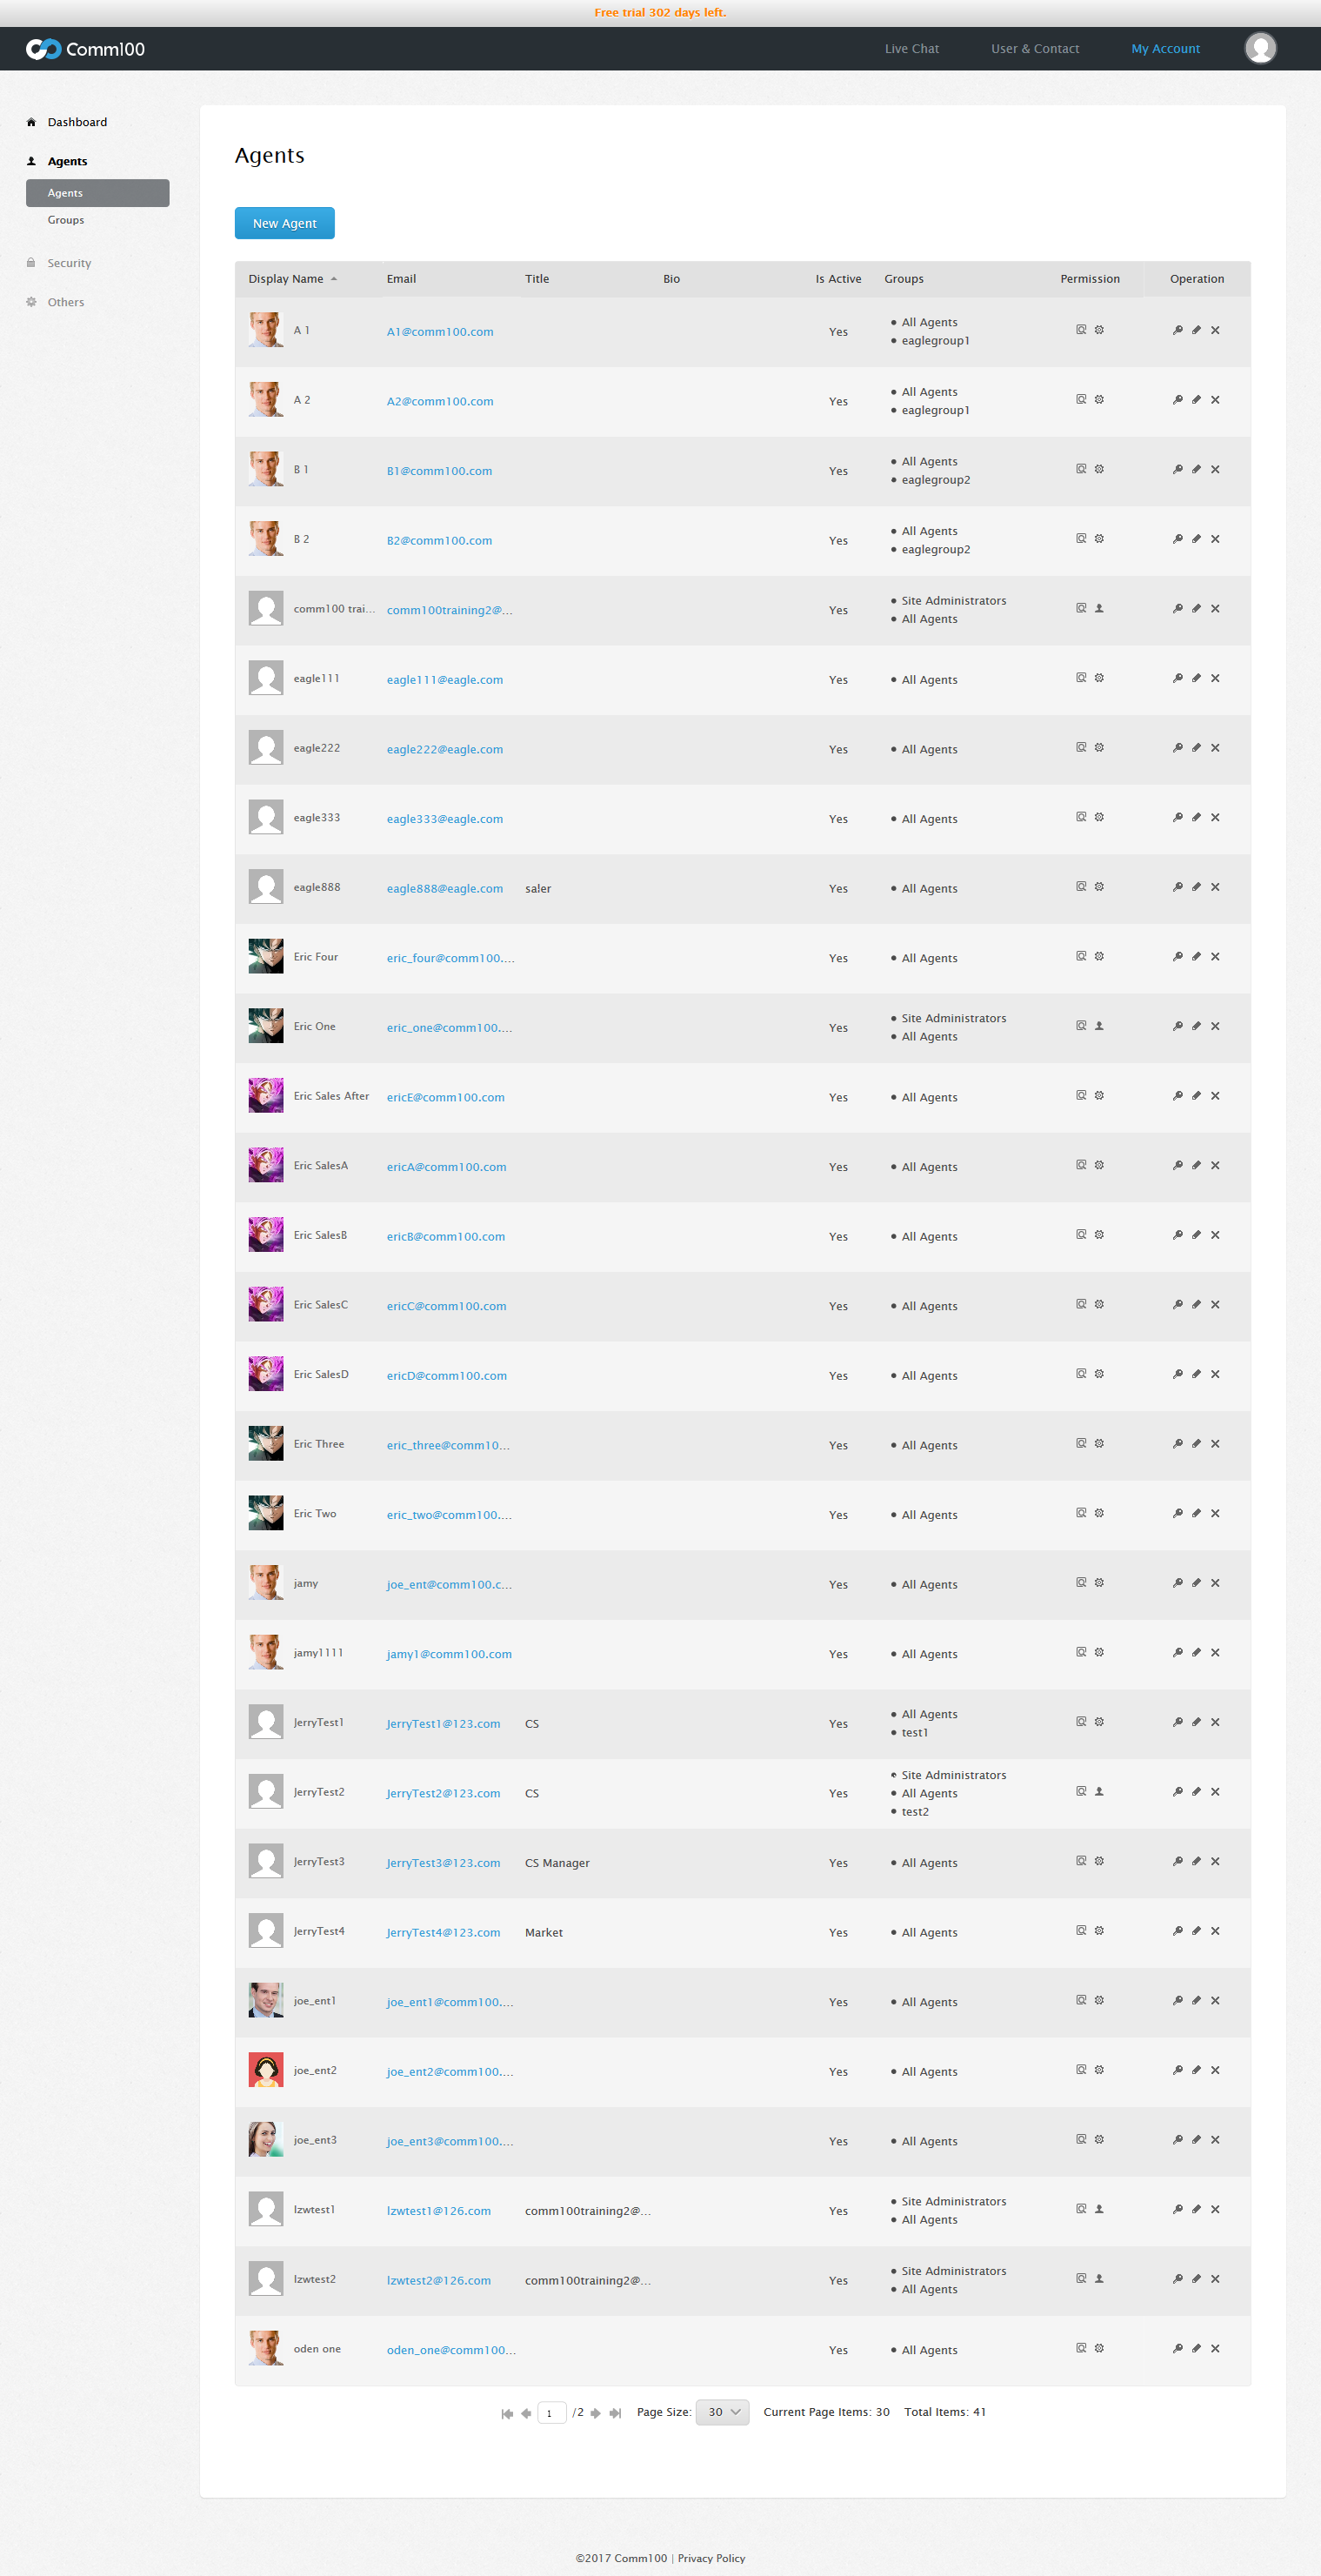 Free trial 302 days left.
Comm100
Live Chat User & Contact My Account
Dashboard
Agents
Agents
Groups
Security
Others
Agents
New Agent
Display Name Email Title Bio Is Active Groups Permission Operation
A 1 A1@comm100.com Yes All Agents
eaglegroup1
A 2 A2@comm100.com Yes All Agents
eaglegroup1
B 1 B1@comm100.com Yes All Agents
eaglegroup2
B 2 B2@comm100.com Yes All Agents
eaglegroup2
comm100 trai... comm100training2@... Yes Site Administrators
All Agents
eagle111 eagle111@eagle.com Yes All Agents
eagle222 eagle222@eagle.com Yes All Agents
eagle333 eagle333@eagle.com Yes All Agents
eagle888 eagle888@eagle.com saler Yes All Agents
Eric Four eric_four@comm100.... Yes All Agents
Eric One eric_one@comm100.... Yes Site Administrators
All Agents
Eric Sales After ericE@comm100.com Yes All Agents
Eric SalesA ericA@comm100.com Yes All Agents
Eric SalesB ericB@comm100.com Yes All Agents
Eric SalesC ericC@comm100.com Yes All Agents
Eric SalesD ericD@comm100.com Yes All Agents
Eric Three eric_three@comm10... Yes All Agents
Eric Two eric_two@comm100.... Yes All Agents
jamy joe_ent@comm100.c... Yes All Agents
jamy1111 jamy1@comm100.com Yes All Agents
JerryTest1 JerryTest1@123.com CS Yes All Agents
test1
JerryTest2 JerryTest2@123.com CS Yes Site Administrators
All Agents
test2
JerryTest3 JerryTest3@123.com CS Manager Yes All Agents
JerryTest4 JerryTest4@123.com Market Yes All Agents
joe_ent1 joe_ent1@comm100.... Yes All Agents
joe_ent2 joe_ent2@comm100.... Yes All Agents
joe_ent3 joe_ent3@comm100.... Yes All Agents
lzwtest1 lzwtest1@126.com comm100training2@... Yes Site Administrators
All Agents
lzwtest2 lzwtest2@126.com comm100training2@... Yes Site Administrators
All Agents
oden one oden_one@comm100... Yes All Agents
1 /2 Page Size: 30 Current Page Items: 30 Total Items: 41
©2017 Comm100 | Privacy Policy